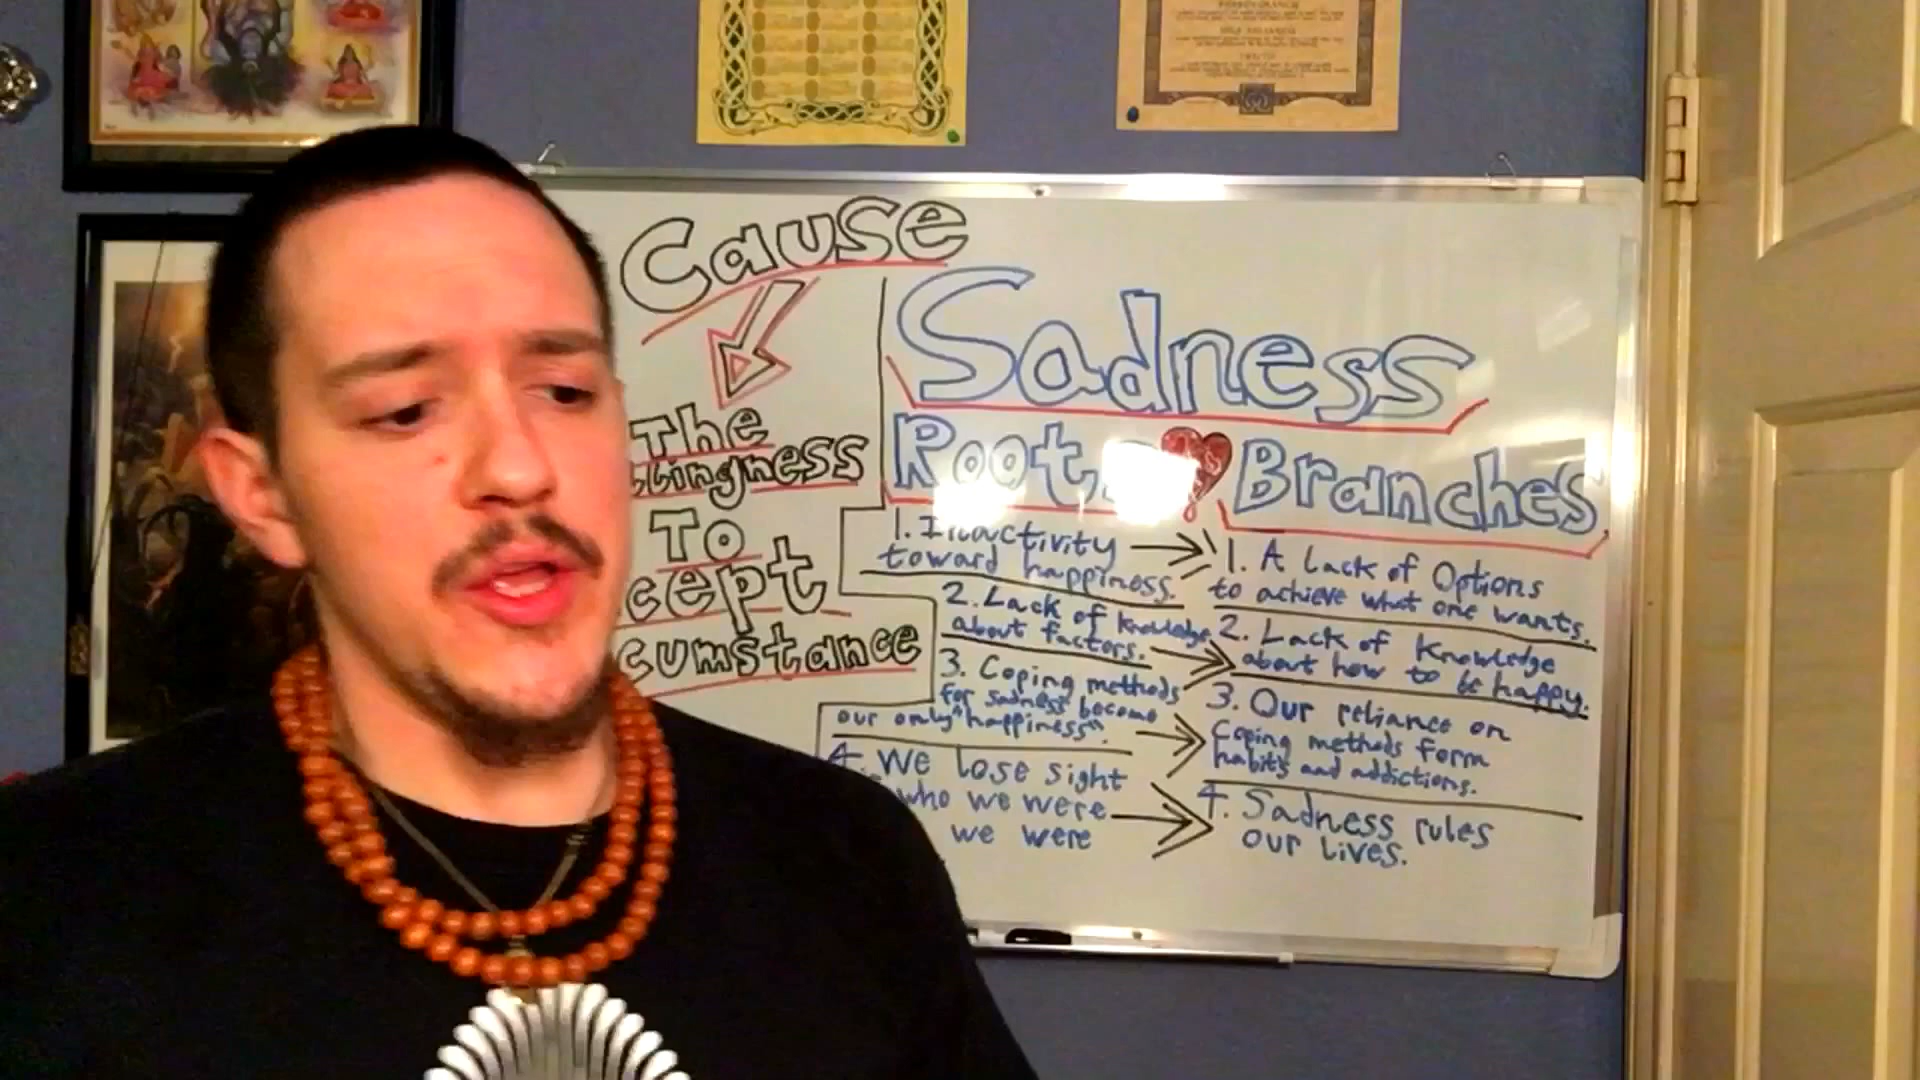 Cause
The
llingness
To
cept
cumstance
Sadness
Root Branches
1. Inactivity
toward happiness.
2. Lack of knowledge
about factors.
3. Coping methods
for sadness become
our only "happiness".
4. We lose sight
who we were
we were
1. A Lack of Options
to achieve what one wants.
2. Lack of Knowledge
about how to be happy.
3. Our reliance on
Coping methods form
habits and addictions.
4. Sadness rules
our lives.